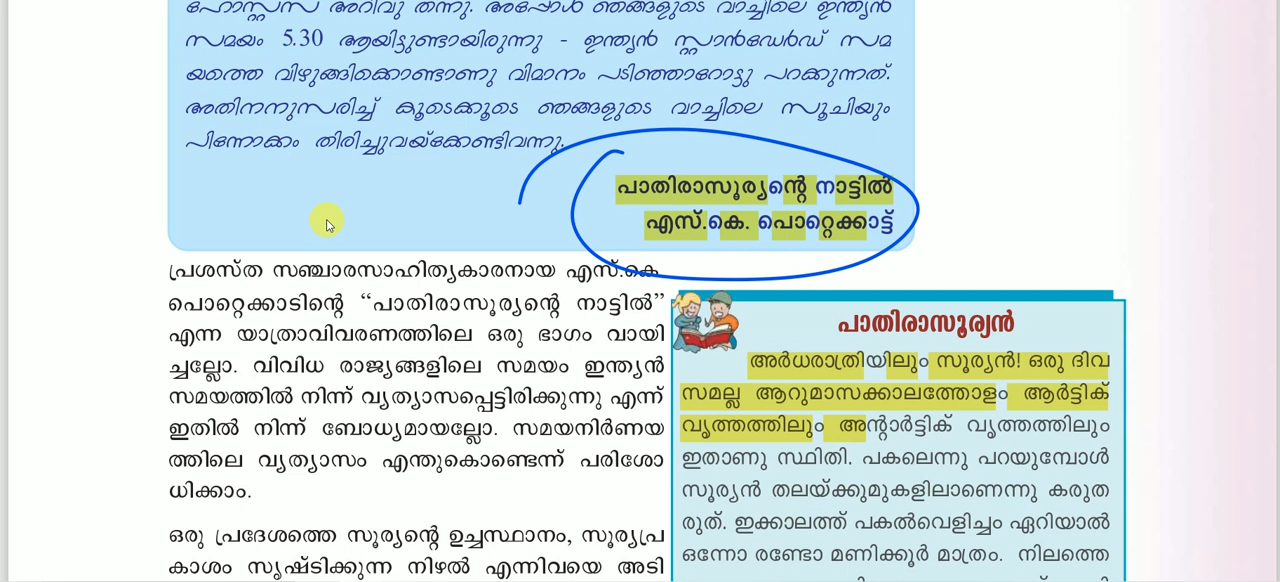 ഹോസ്റ്റസ് അറിവു തന്നു. അപ്പോൾ ഞങ്ങളുടെ വാച്ചിലെ ഇന്ത്യൻ
സമയം 5.30 ആയിട്ടുണ്ടായിരുന്നു - ഇന്ത്യൻ സ്റ്റാൻഡേർഡ് സമ
യത്തെ വിഴുങ്ങിക്കൊണ്ടാണു വിമാനം പടിഞ്ഞാറോട്ടു പറക്കുന്നത്.
അതിനനുസരിച്ച് കൂടെക്കൂടെ ഞങ്ങളുടെ വാച്ചിലെ സൂചിയും
പിന്നോക്കം തിരിച്ചുവയ്ക്കേണ്ടിവന്നു.
പാതിരാസൂര്യന്റെ നാട്ടിൽ
എസ്.കെ. പൊറ്റെക്കാട്ട്
പ്രശസ്ത സഞ്ചാരസാഹിത്യകാരനായ എസ്.കെ
പൊറ്റെക്കാടിന്റെ “പാതിരാസൂര്യന്റെ നാട്ടിൽ”
എന്ന യാത്രാവിവരണത്തിലെ ഒരു ഭാഗം വായി
ച്ചല്ലോ. വിവിധ രാജ്യങ്ങളിലെ സമയം ഇന്ത്യൻ
സമയത്തിൽ നിന്ന് വ്യത്യാസപ്പെട്ടിരിക്കുന്നു എന്ന്
ഇതിൽ നിന്ന് ബോധ്യമായല്ലോ. സമയനിർണയ
ത്തിലെ വ്യത്യാസം എന്തുകൊണ്ടെന്ന് പരിശോ
ധിക്കാം.
ഒരു പ്രദേശത്തെ സൂര്യന്റെ ഉച്ചസ്ഥാനം, സൂര്യപ്ര
കാശം സൃഷ്ടിക്കുന്ന നിഴൽ എന്നിവയെ അടി
പാതിരാസൂര്യൻ
അർധരാത്രിയിലും സൂര്യൻ! ഒരു ദിവ
സമല്ല ആറുമാസക്കാലത്തോളം ആർട്ടിക്
വൃത്തത്തിലും അന്റാർട്ടിക് വൃത്തത്തിലും
ഇതാണു സ്ഥിതി. പകലെന്നു പറയുമ്പോൾ
സൂര്യൻ തലയ്ക്കുമുകളിലാണെന്നു കരുത
രുത്. ഇക്കാലത്ത് പകൽവെളിച്ചം ഏറിയാൽ
ഒന്നോ രണ്ടോ മണിക്കൂർ മാത്രം. നിലത്തെ